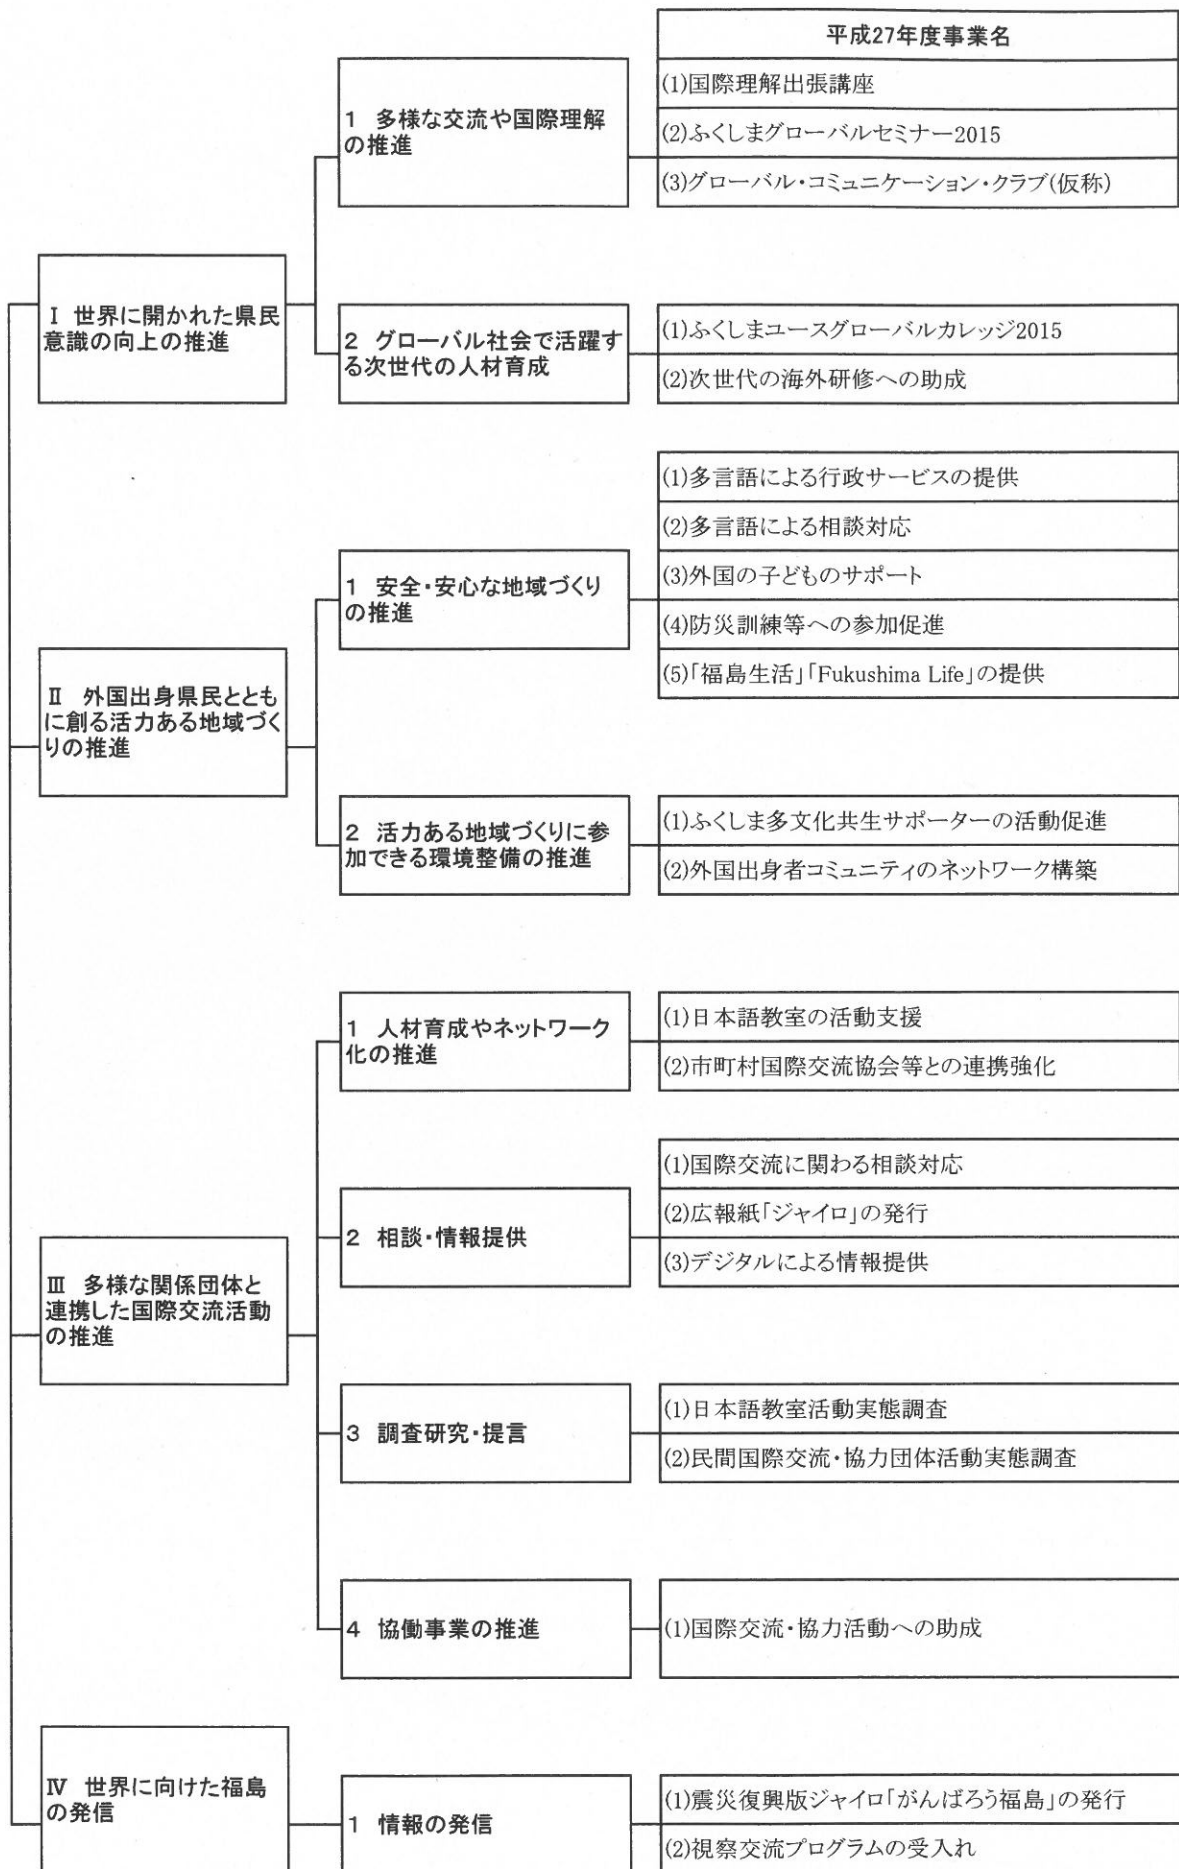 平成27年度事業名
Ⅰ 世界に開かれた県民
意識の向上の推進
1 多様な交流や国際理解
の推進
(1)国際理解出張講座
(2)ふくしまグローバルセミナー2015
(3)グローバル・コミュニケーション・クラブ(仮称)
2 グローバル社会で活躍す
る次世代の人材育成
(1)ふくしまユースグローバルカレッジ2015
(2)次世代の海外研修への助成
Ⅱ 外国出身県民ととも
に創る活力ある地域づく
りの推進
1 安全・安心な地域づくり
の推進
(1)多言語による行政サービスの提供
(2)多言語による相談対応
(3)外国の子どものサポート
(4)防災訓練等への参加促進
(5)「福島生活」「Fukushima Life」の提供
2 活力ある地域づくりに参
加できる環境整備の推進
(1)ふくしま多文化共生サポーターの活動促進
(2)外国出身者コミュニティのネットワーク構築
Ⅲ 多様な関係団体と
連携した国際交流活動
の推進
1 人材育成やネットワーク
化の推進
(1)日本語教室の活動支援
(2)市町村国際交流協会等との連携強化
2 相談・情報提供
(1)国際交流に関わる相談対応
(2)広報紙「ジャイロ」の発行
(3)デジタルによる情報提供
3 調査研究・提言
(1)日本語教室活動実態調査
(2)民間国際交流・協力団体活動実態調査
4 協働事業の推進
(1)国際交流・協力活動への助成
Ⅳ 世界に向けた福島
の発信
1 情報の発信
(1)震災復興版ジャイロ「がんばろう福島」の発行
(2)視察交流プログラムの受入れ